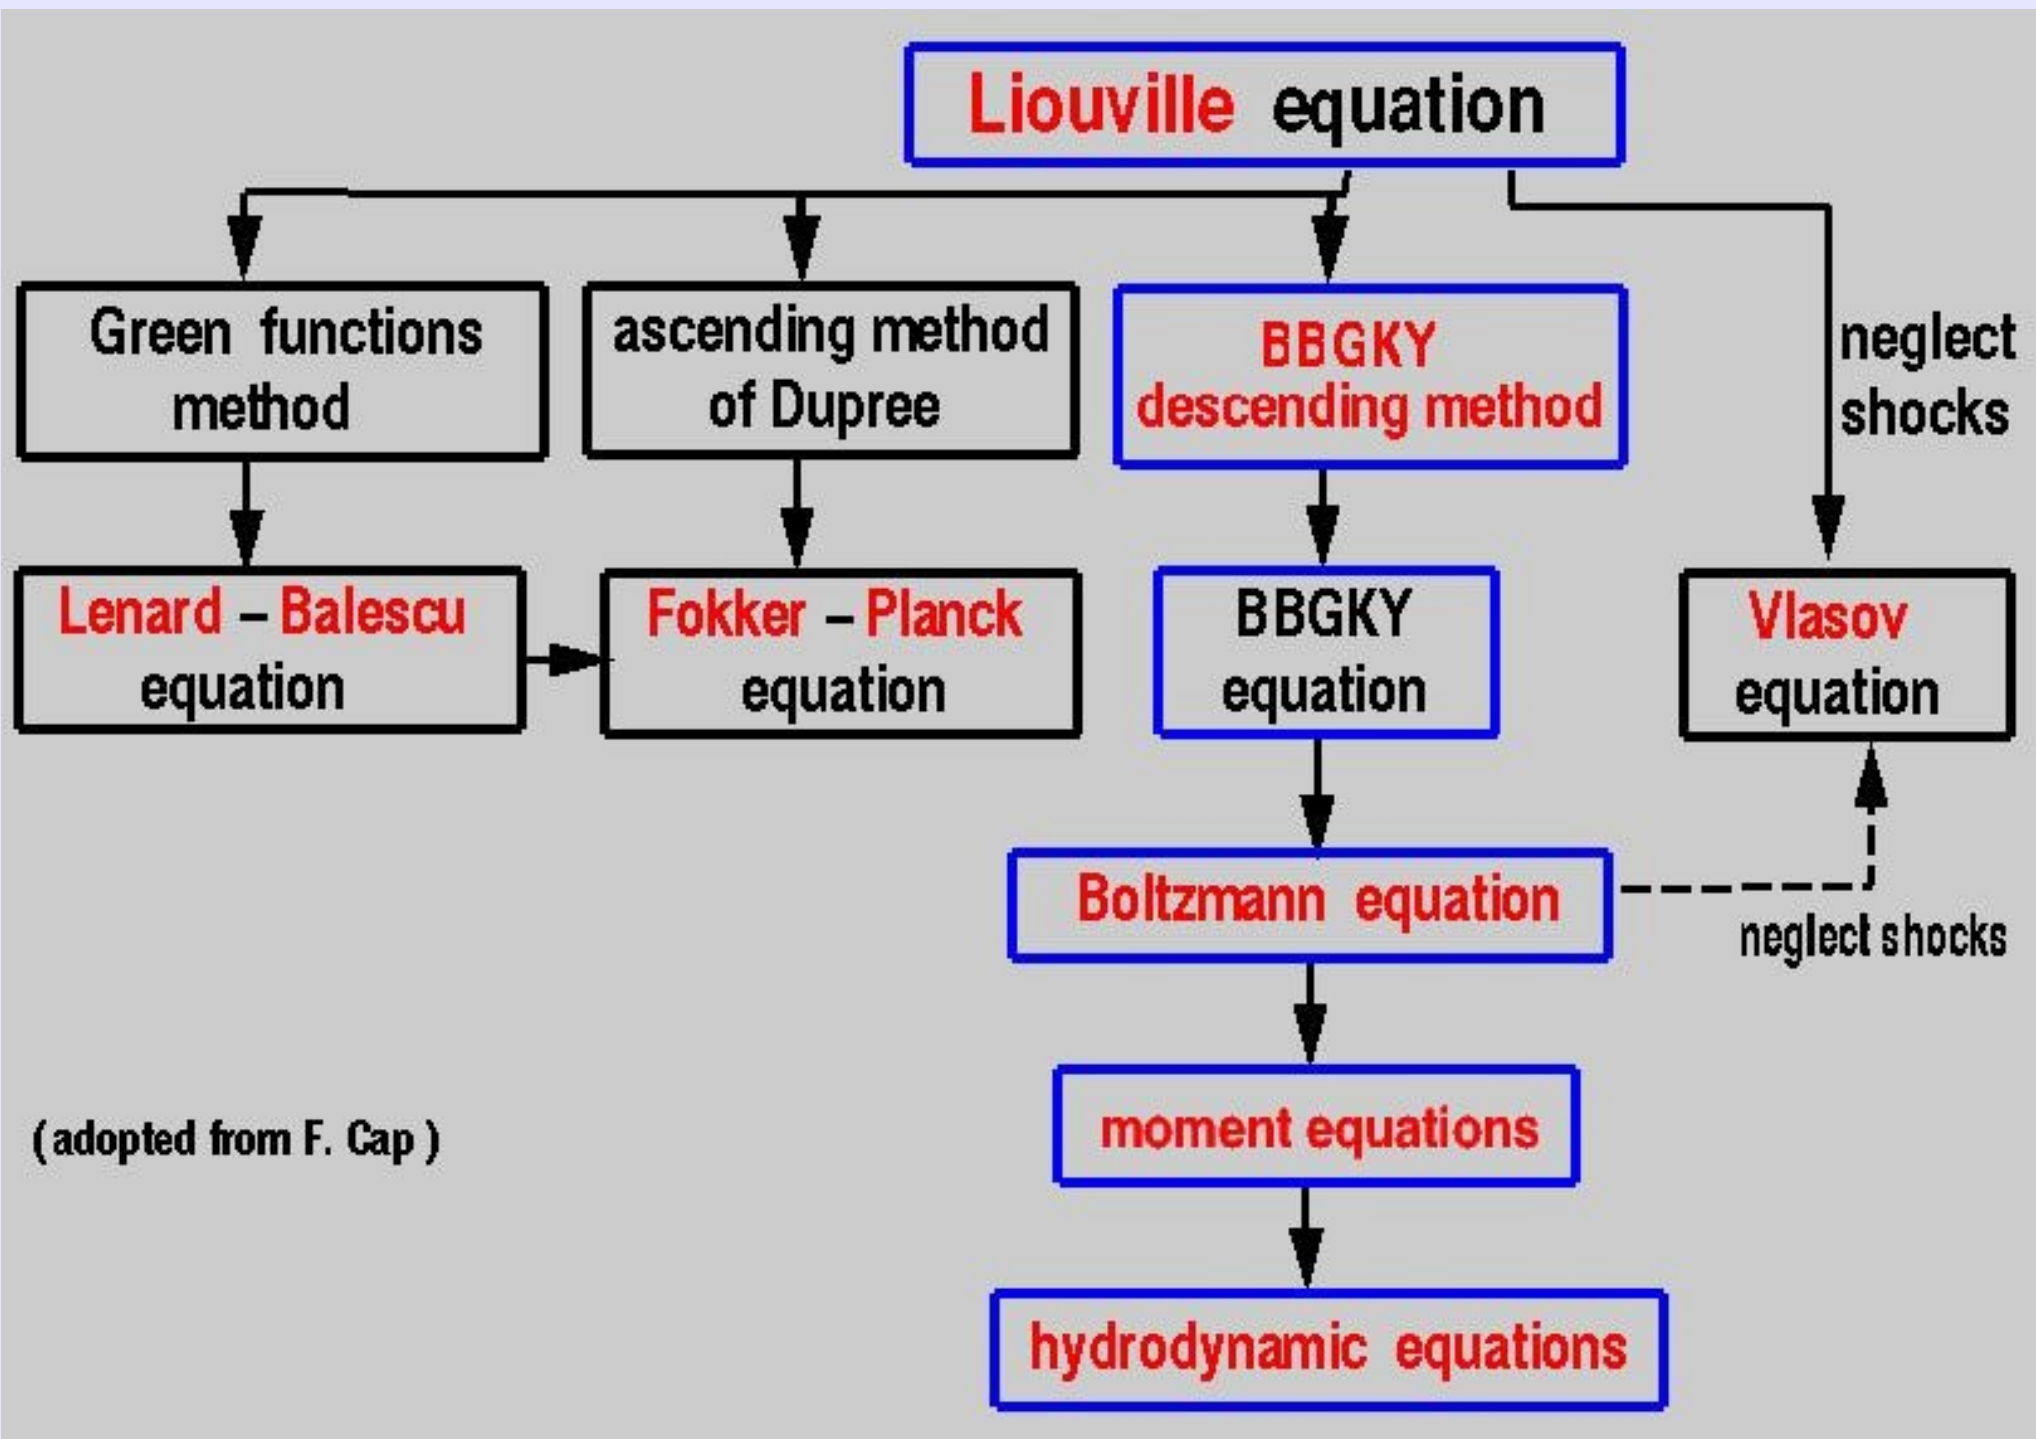 Liouville equation
Green functions
method
ascending method
of Dupree
BBGKY
descending method
neglect
shocks
Lenard – Balescu
equation
Fokker – Planck
equation
BBGKY
equation
Vlasov
equation
Boltzmann equation
neglect shocks
moment equations
(adopted from F. Cap )
hydrodynamic equations